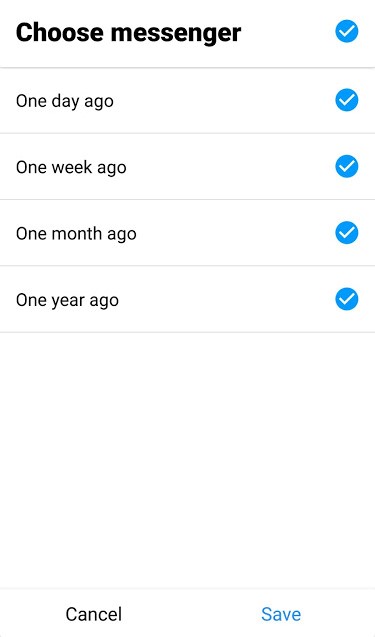 Choose messenger
One day ago
One week ago
One month ago
One year ago
Cancel Save